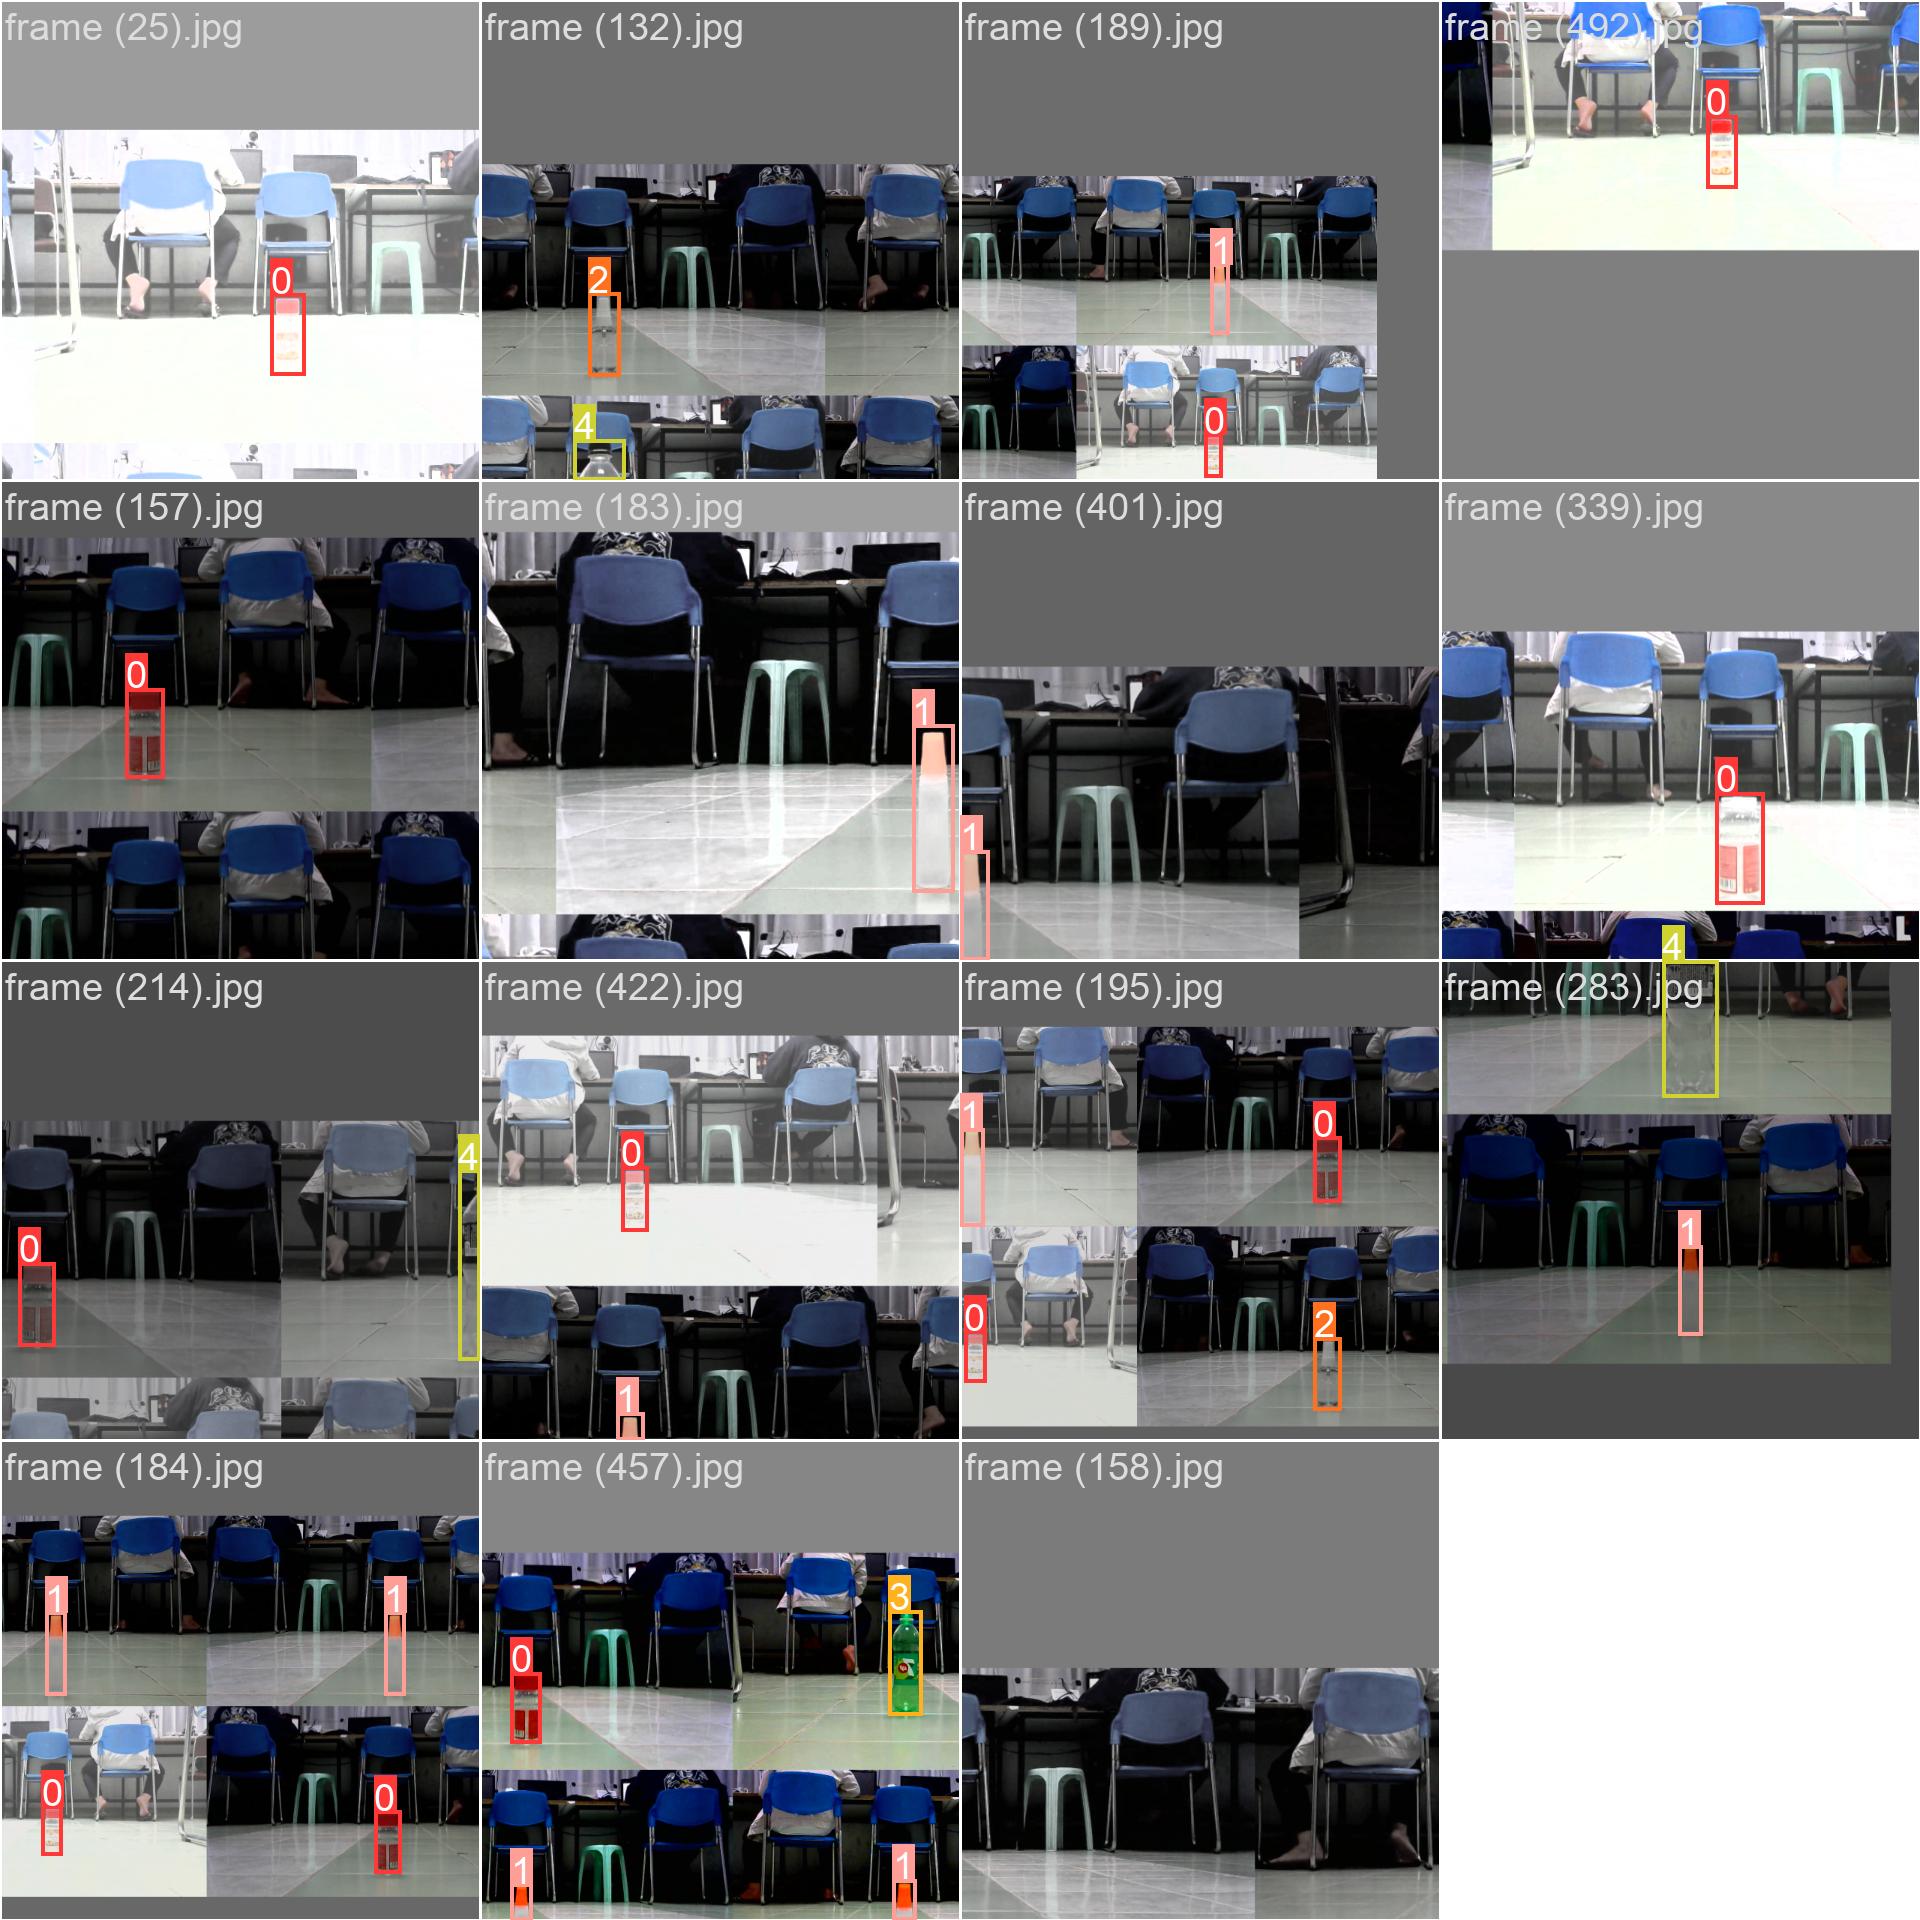 frame (25).jpg
frame (132).jpg
frame (189).jpg
frame (492).jpg
0
2
4
1
0
0
frame (157).jpg
frame (183).jpg
frame (401).jpg
frame (339).jpg
0
1
1
0
frame (214).jpg
frame (422).jpg
frame (195).jpg
frame (283).jpg
0
4
0
1
1
0
0
2
4
1
frame (184).jpg
frame (457).jpg
frame (158).jpg
1
1
0
0
0
3
1
1